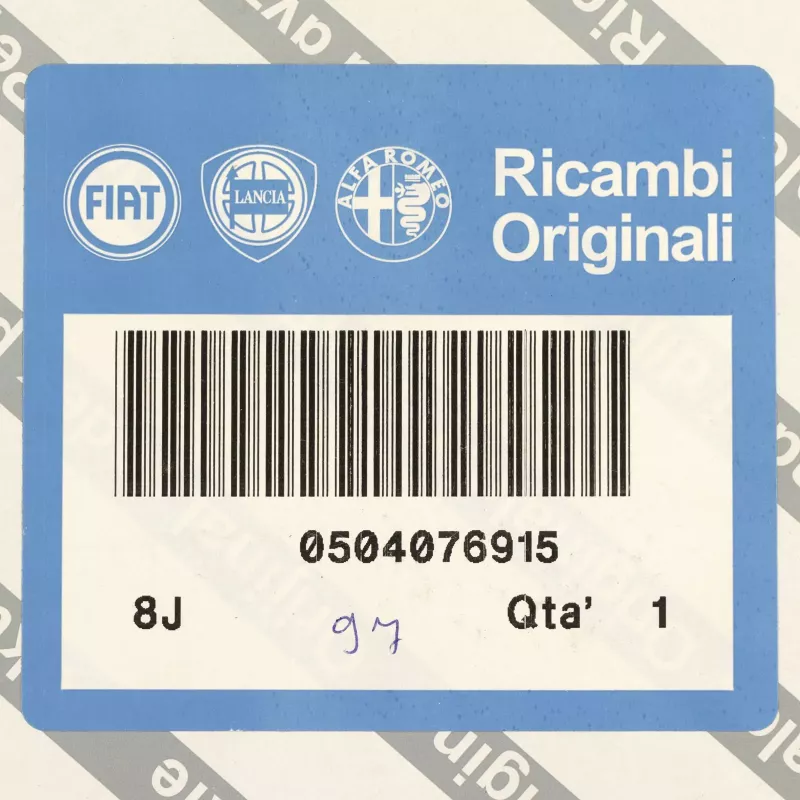 FIAT
LANCIA
ALFA ROMEO
Ricambi
Originali
0504076915
8J
97
Qta' 1